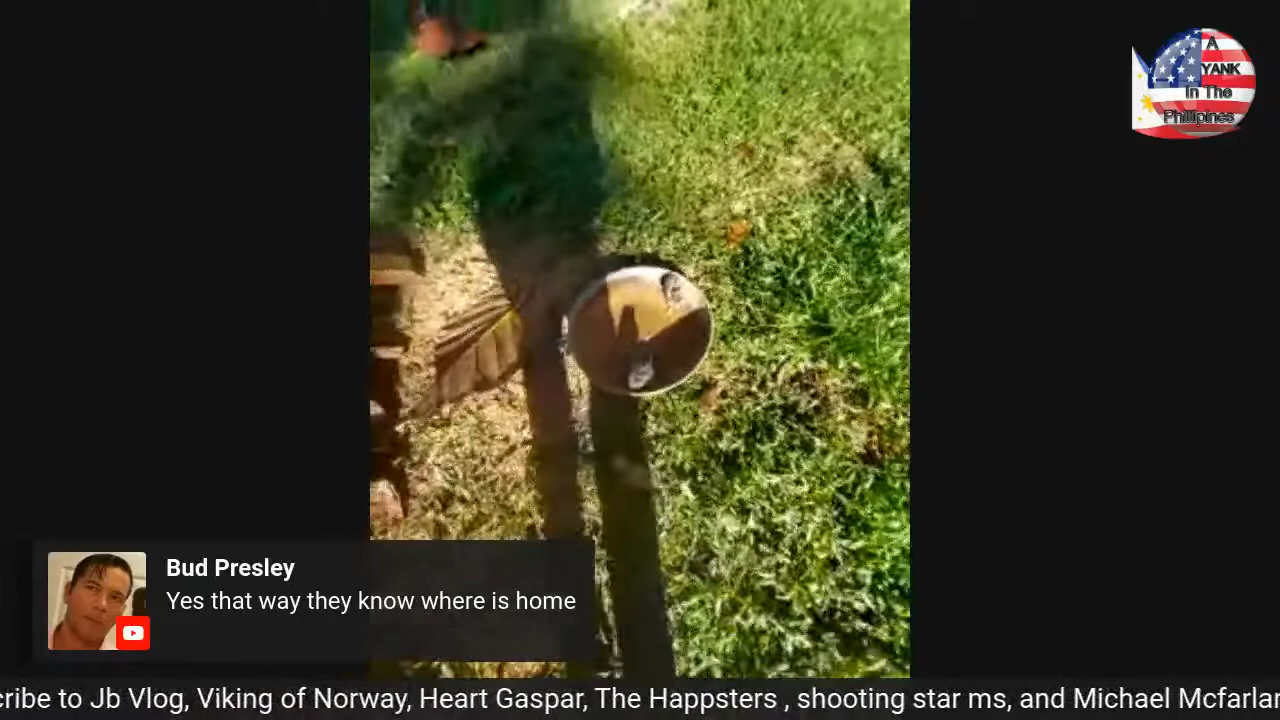 A
YANK
In The
Phillipines
Bud Presley
Yes that way they know where is home
cribe to Jb Vlog, Viking of Norway, Heart Gaspar, The Happsters , shooting star ms, and Michael Mcfarlan